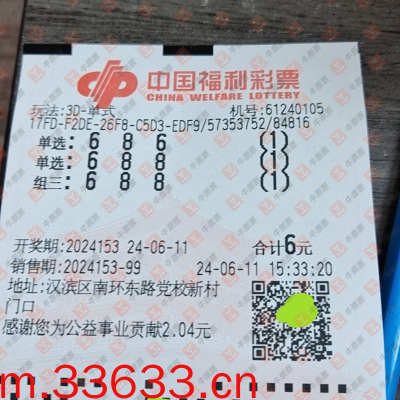 中国福利彩票
CHINA WELFARE LOTTERY
玩法:3D-单式 机号:61240105
17FD-F2DE-26F8-C5D3-EDF9/57353752/84816
单选:6 8 6 (1)
单选:6 8 8 (1)
组三:6 8 8 (1)
开奖期:2024153 24-06-11 合计6元
销售期:2024153-99 24-06-11 15:33:20
地址:汉滨区南环东路党校新村
门口
感谢您为公益事业贡献2.04元
m.33633.cn